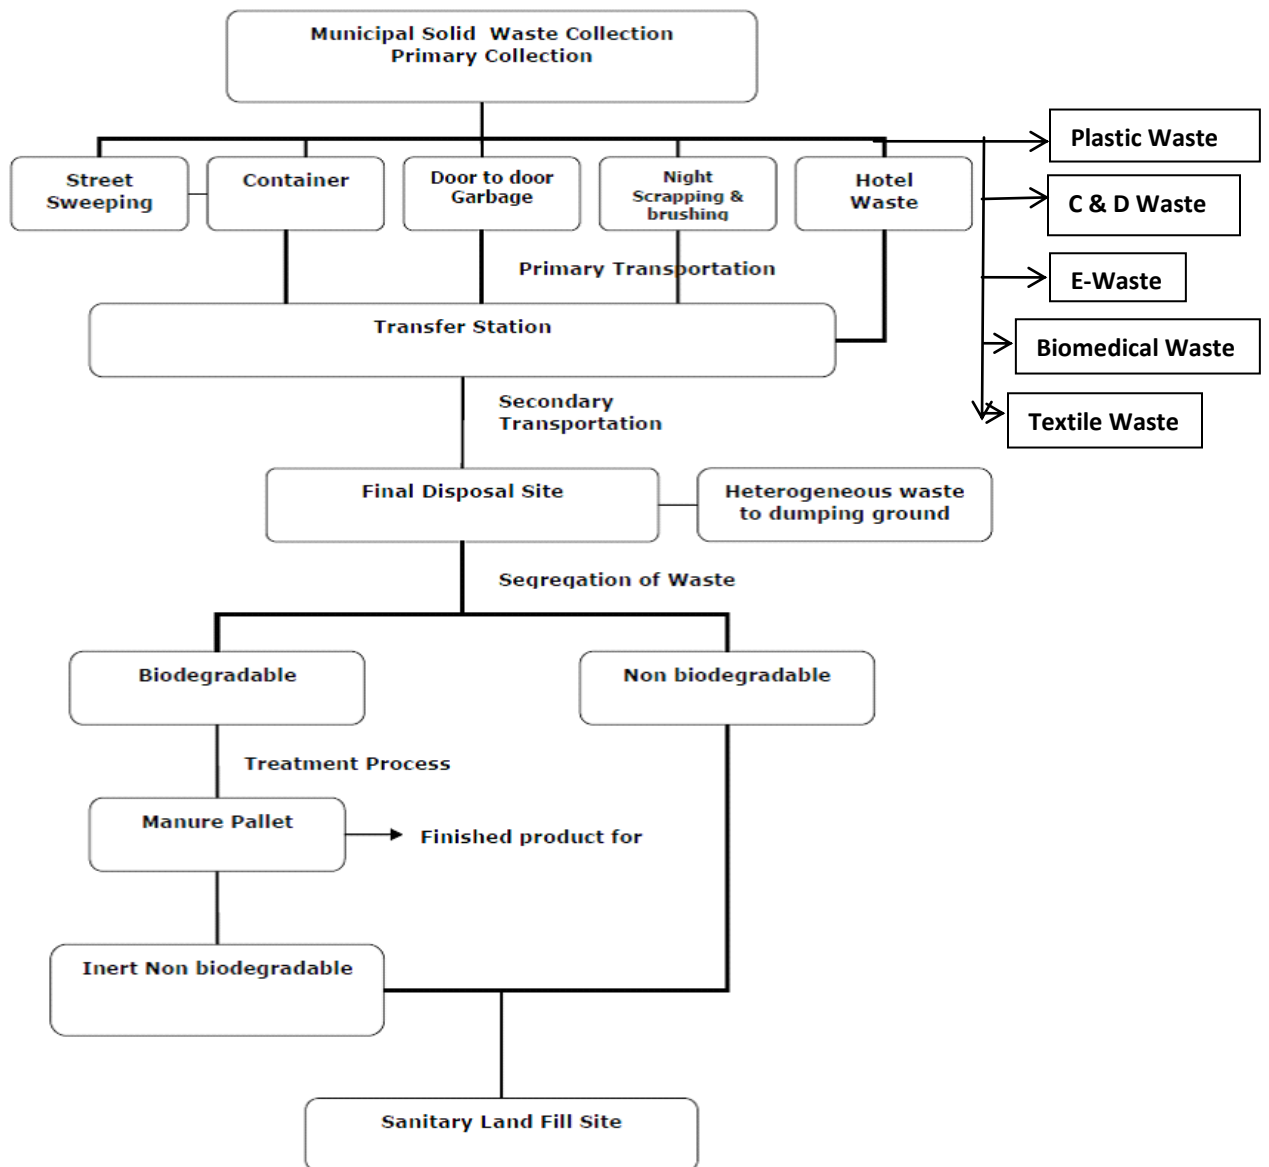 Municipal Solid Waste Collection
Primary Collection
Street
Sweeping
Container
Door to door
Garbage
Night
Scrapping &
brushing
Hotel
Waste
Plastic Waste
C & D Waste
E-Waste
Biomedical Waste
Textile Waste
Primary Transportation
Transfer Station
Secondary
Transportation
Final Disposal Site
Heterogeneous waste
to dumping ground
Segregation of Waste
Biodegradable
Non biodegradable
Treatment Process
Manure Pallet
Finished product for
Inert Non biodegradable
Sanitary Land Fill Site